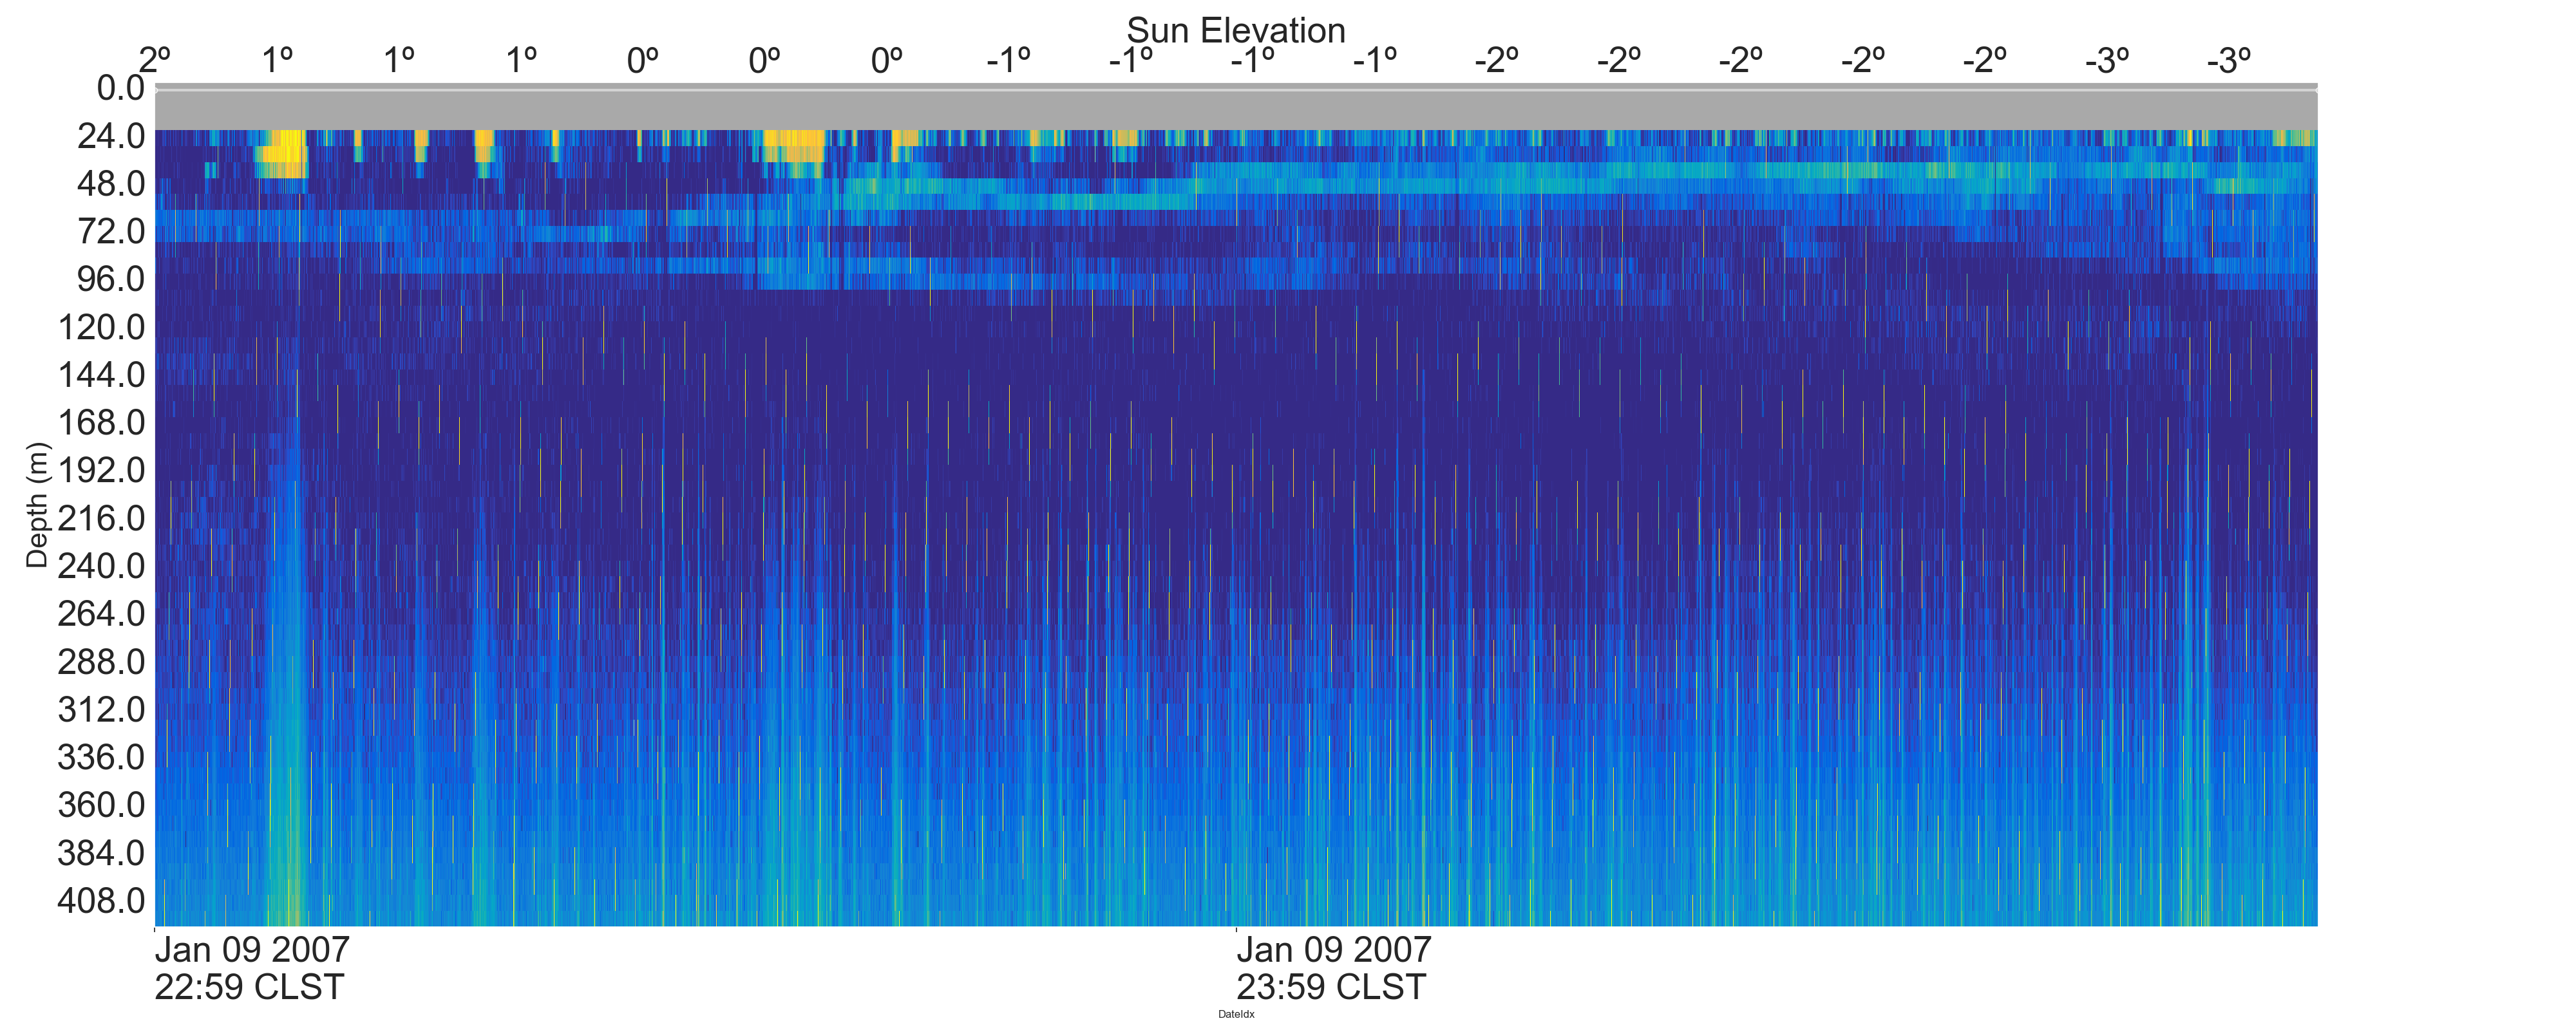 Sun Elevation
2º 1º 1º 1º 0º 0º 0º -1º -1º -1º -1º -2º -2º -2º -2º -2º -3º -3º
0.0
24.0
48.0
72.0
96.0
120.0
144.0
168.0
192.0
216.0
240.0
264.0
288.0
312.0
336.0
360.0
384.0
408.0
Depth (m)
Jan 09 2007
22:59 CLST
Jan 09 2007
23:59 CLST
DateIdx